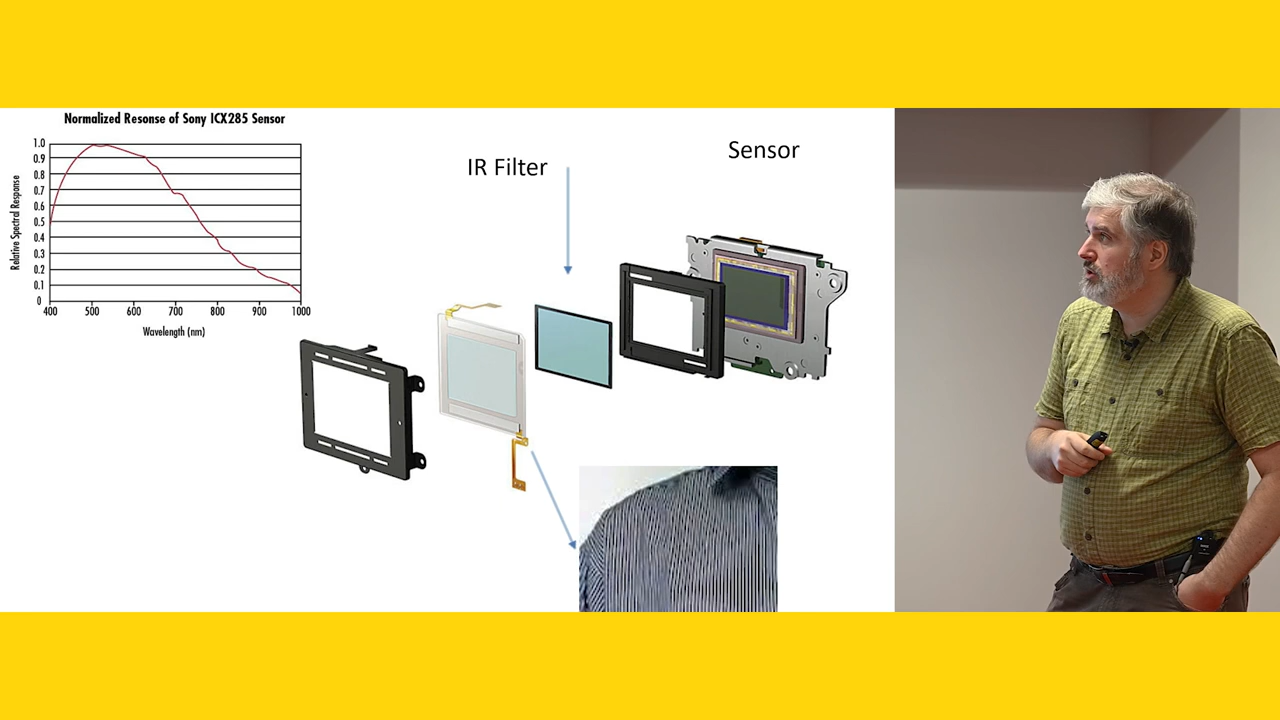 Normalized Resonse of Sony ICX285 Sensor
Relative Spectral Response
1.0
0.9
0.8
0.7
0.6
0.5
0.4
0.3
0.2
0.1
0
400 500 600 700 800 900 1000
Wavelength (nm)
IR Filter
Sensor